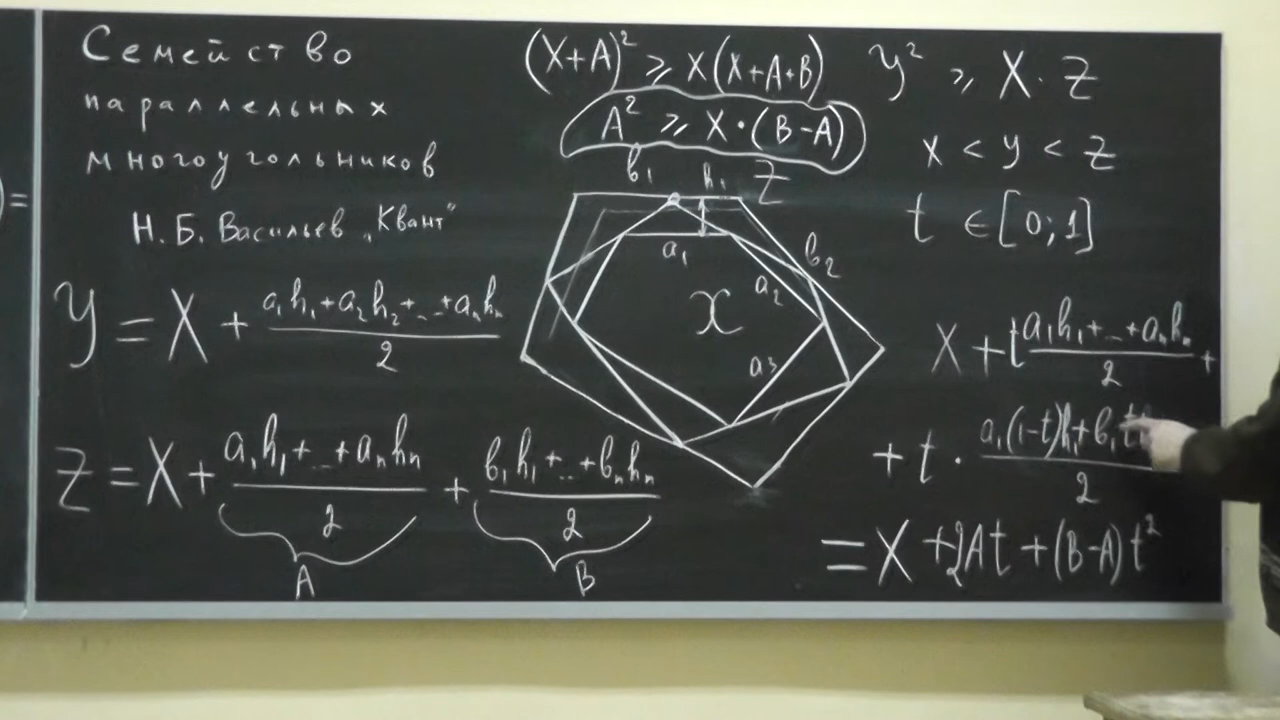 Семейство
параллельных
многоугольников
Н. Б. Васильев „Квант“
y = X + (a₁h₁+a₂h₂+...+aₙhₙ)/2
Z = X + (a₁h₁+...+aₙhₙ)/2 + (b₁h₁+...+bₙhₙ)/2
A B
(X+A)² ⩾ X(X+A+B)
A² ⩾ X·(B-A)
b₁ h₁ Z
a₁ b₂
a₂
x
a₃
y² ⩾ X·Z
x < y < z
t ∈ [0;1]
X + t (a₁h₁+...+aₙhₙ)/2 +
+ t · (a₁(1-t)h₁+b₁t)/2
= X + 2At + (B-A)t²
)=